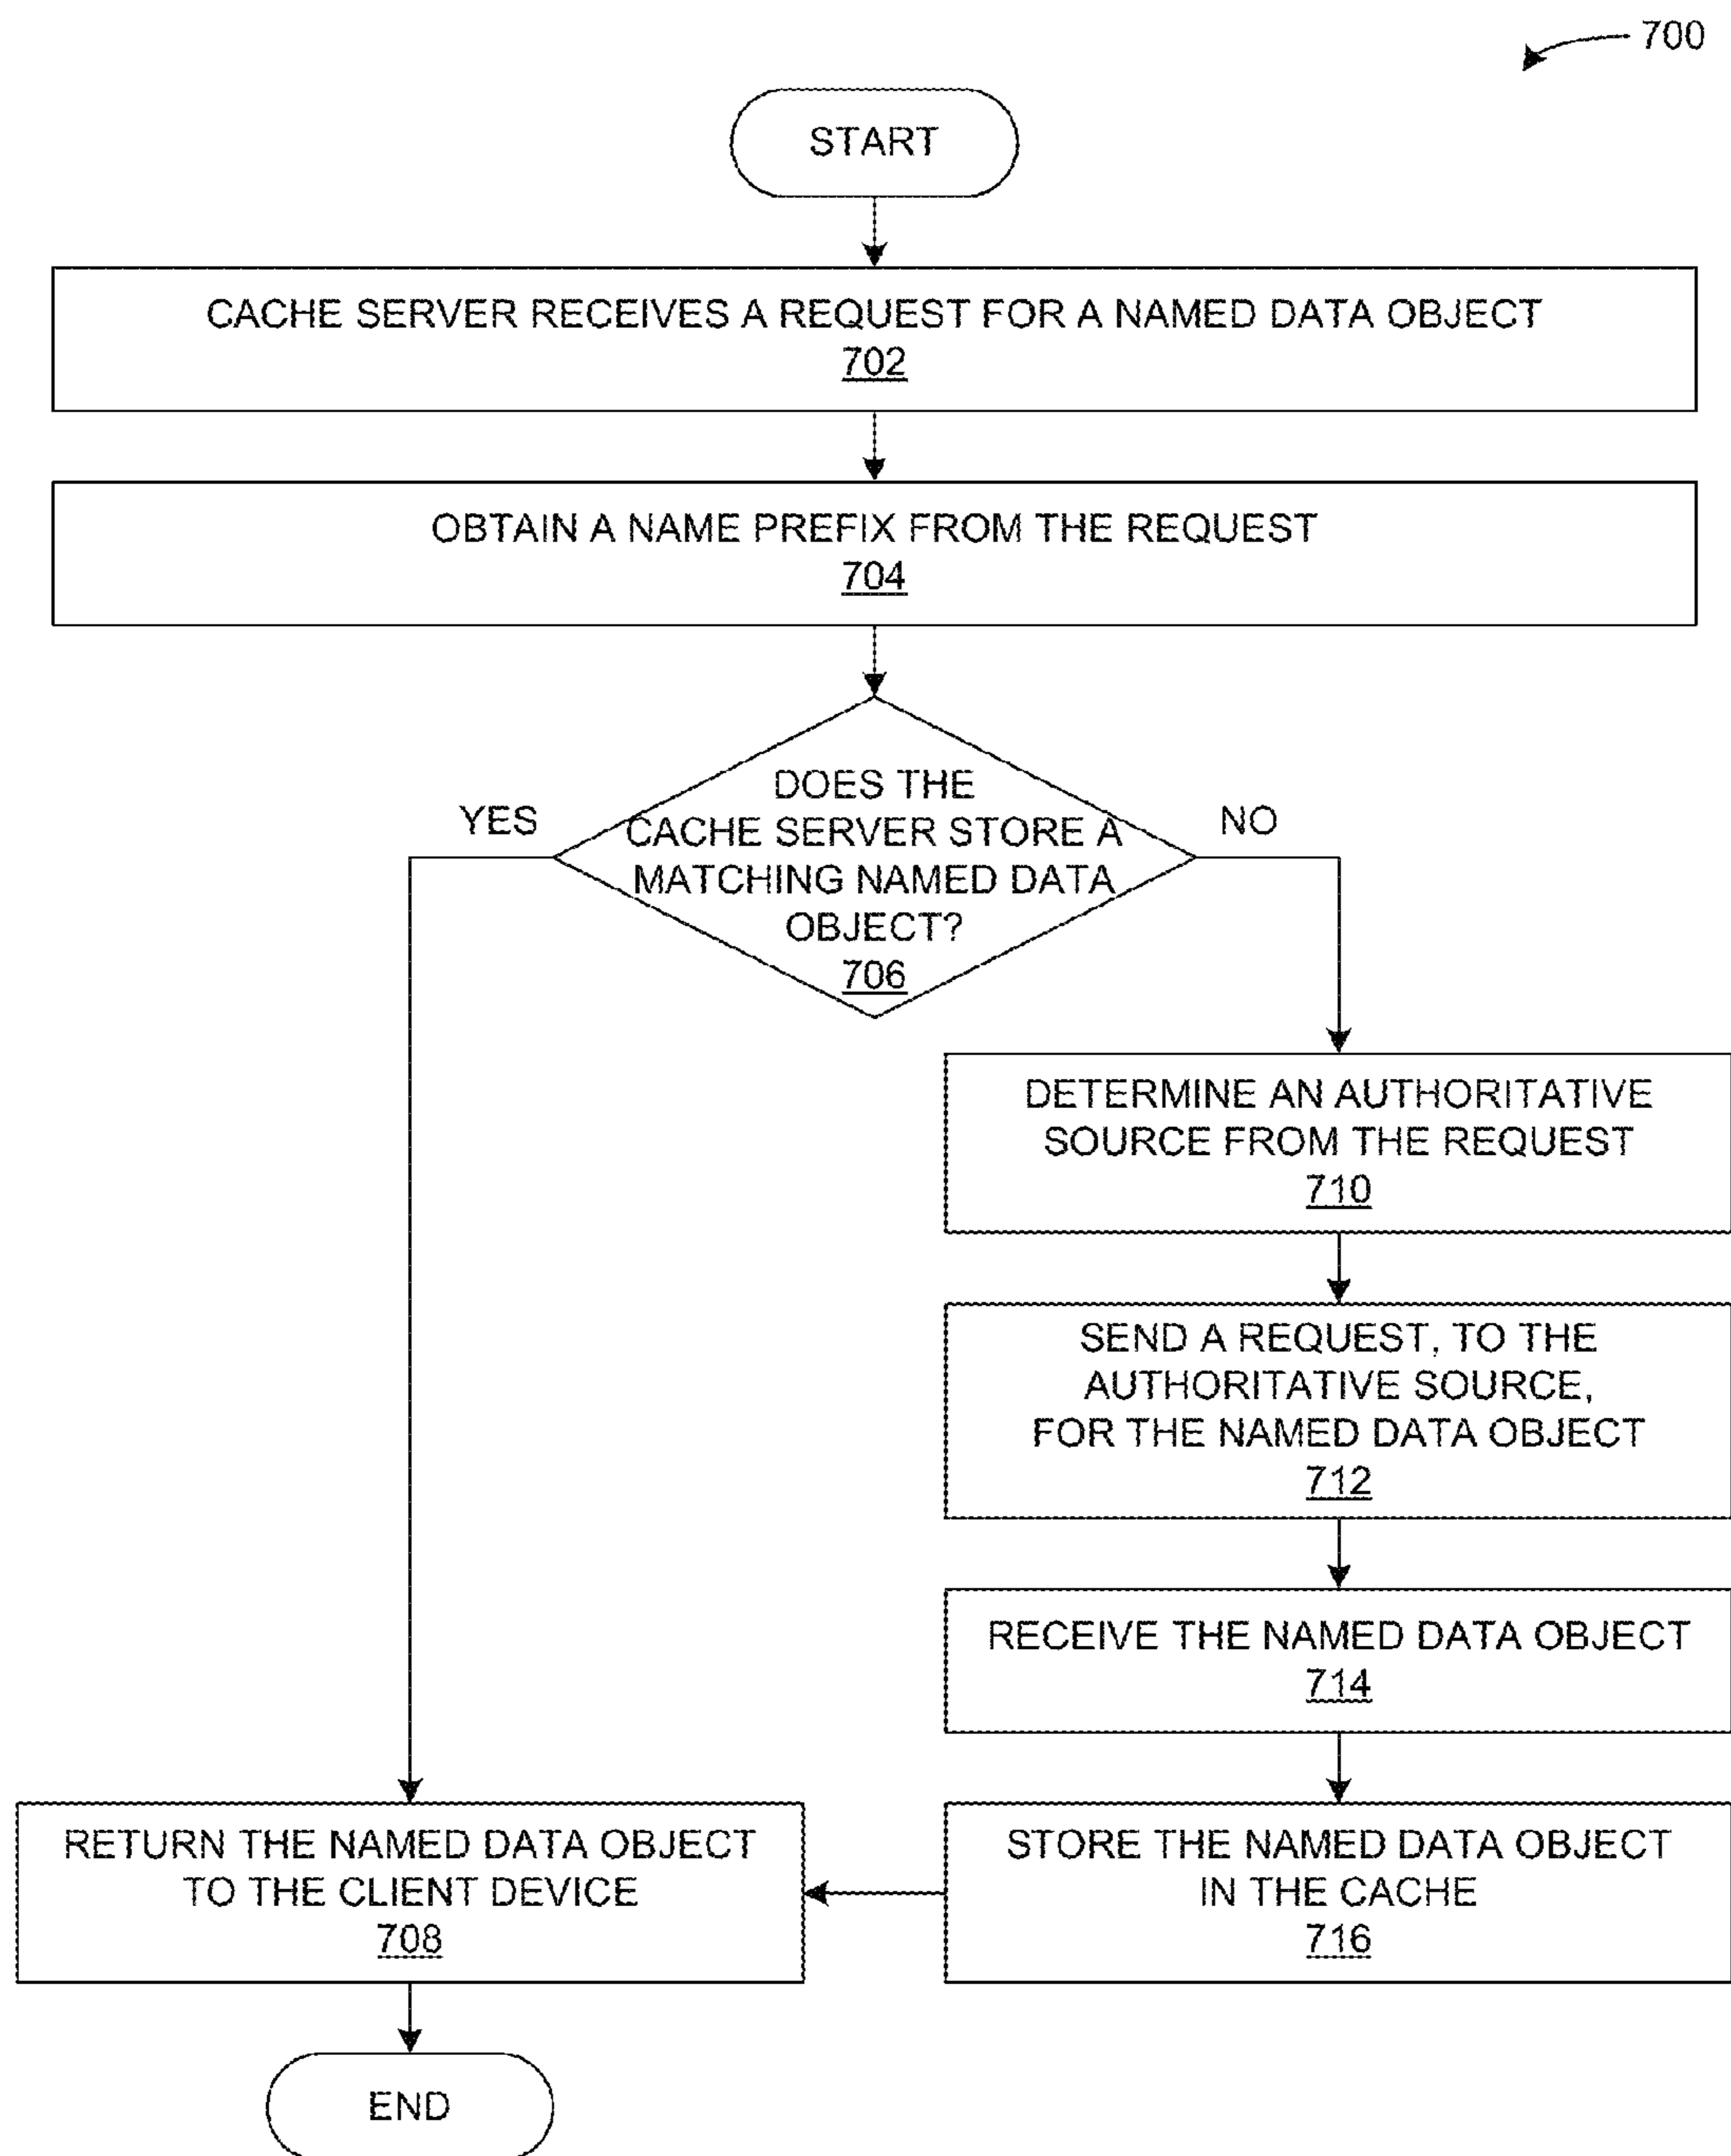 700
START
CACHE SERVER RECEIVES A REQUEST FOR A NAMED DATA OBJECT
702
OBTAIN A NAME PREFIX FROM THE REQUEST
704
DOES THE
CACHE SERVER STORE A
MATCHING NAMED DATA
OBJECT?
706
YES
NO
DETERMINE AN AUTHORITATIVE
SOURCE FROM THE REQUEST
710
SEND A REQUEST, TO THE
AUTHORITATIVE SOURCE,
FOR THE NAMED DATA OBJECT
712
RECEIVE THE NAMED DATA OBJECT
714
STORE THE NAMED DATA OBJECT
IN THE CACHE
716
RETURN THE NAMED DATA OBJECT
TO THE CLIENT DEVICE
708
END